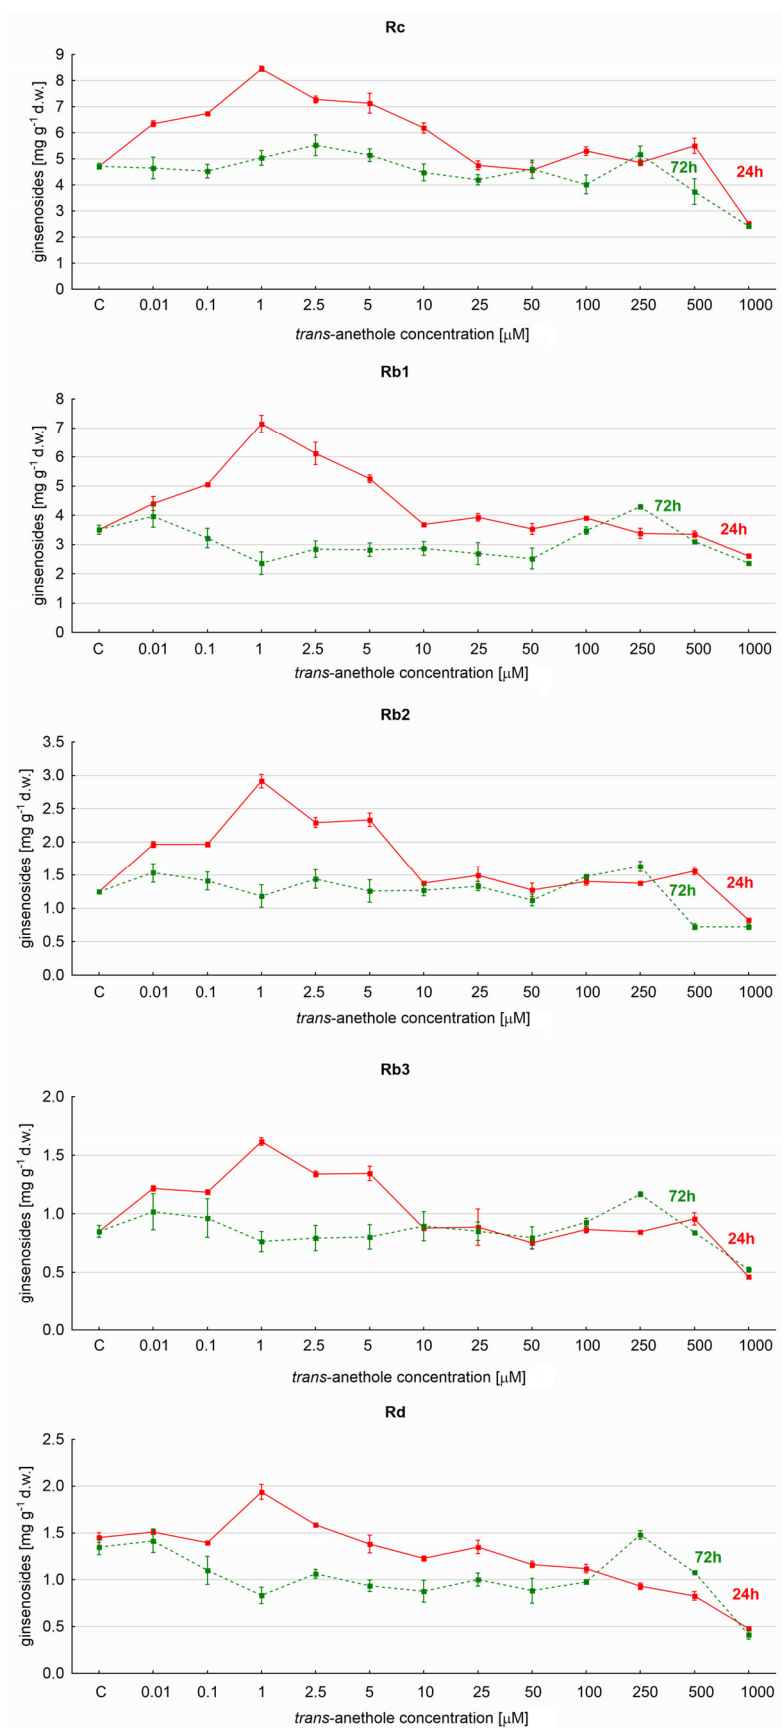 Rc
ginsenosides [mg g⁻¹ d.w.]
9
8
7
6
5
4
3
2
1
0
72h
24h
C 0.01 0.1 1 2.5 5 10 25 50 100 250 500 1000
trans-anethole concentration [μM]
Rb1
ginsenosides [mg g⁻¹ d.w.]
8
7
6
5
4
3
2
1
0
72h
24h
C 0.01 0.1 1 2.5 5 10 25 50 100 250 500 1000
trans-anethole concentration [μM]
Rb2
ginsenosides [mg g⁻¹ d.w.]
3.5
3.0
2.5
2.0
1.5
1.0
0.5
0.0
72h
24h
C 0.01 0.1 1 2.5 5 10 25 50 100 250 500 1000
trans-anethole concentration [μM]
Rb3
ginsenosides [mg g⁻¹ d.w.]
2.0
1.5
1.0
0.5
0.0
72h
24h
C 0.01 0.1 1 2.5 5 10 25 50 100 250 500 1000
trans-anethole concentration [μM]
Rd
ginsenosides [mg g⁻¹ d.w.]
2.5
2.0
1.5
1.0
0.5
0.0
72h
24h
C 0.01 0.1 1 2.5 5 10 25 50 100 250 500 1000
trans-anethole concentration [μM]